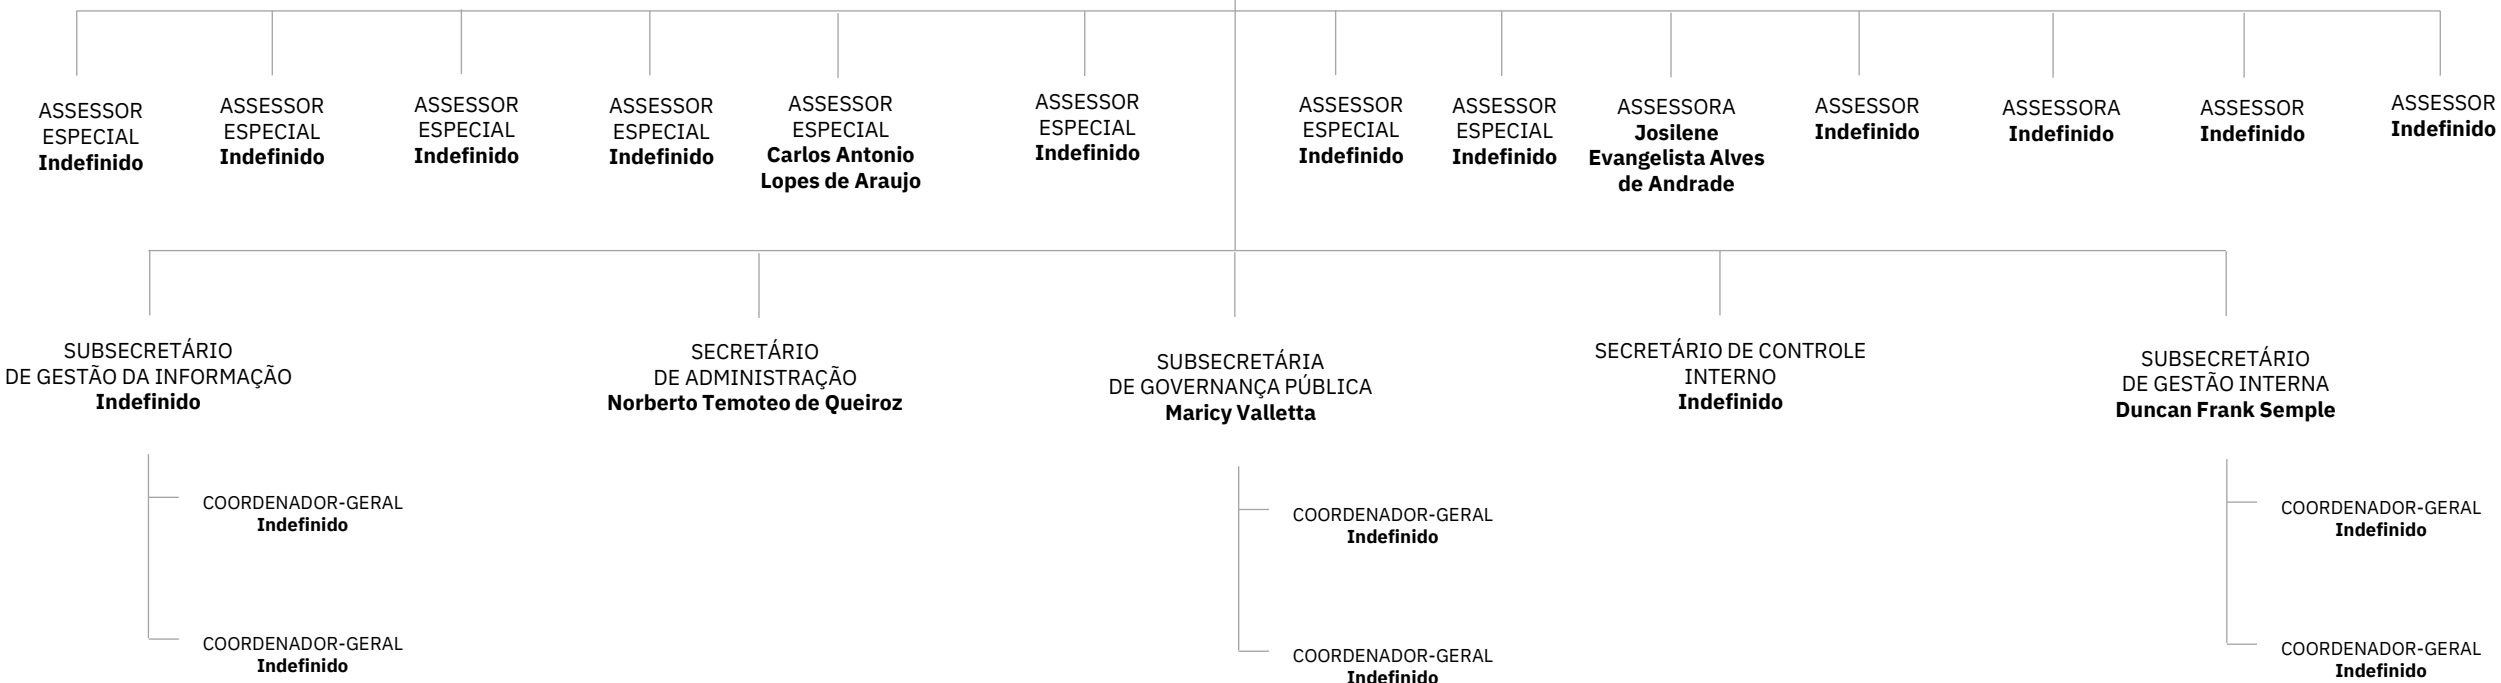 ASSESSOR
ESPECIAL
Indefinido
ASSESSOR
ESPECIAL
Indefinido
ASSESSOR
ESPECIAL
Indefinido
ASSESSOR
ESPECIAL
Indefinido
ASSESSOR
ESPECIAL
Carlos Antonio
Lopes de Araujo
ASSESSOR
ESPECIAL
Indefinido
ASSESSOR
ESPECIAL
Indefinido
ASSESSOR
ESPECIAL
Indefinido
ASSESSORA
Josilene
Evangelista Alves
de Andrade
ASSESSOR
Indefinido
ASSESSORA
Indefinido
ASSESSOR
Indefinido
ASSESSOR
Indefinido
SUBSECRETÁRIO
DE GESTÃO DA INFORMAÇÃO
Indefinido
SECRETÁRIO
DE ADMINISTRAÇÃO
Norberto Temoteo de Queiroz
SUBSECRETÁRIA
DE GOVERNANÇA PÚBLICA
Maricy Valletta
SECRETÁRIO DE CONTROLE
INTERNO
Indefinido
SUBSECRETÁRIO
DE GESTÃO INTERNA
Duncan Frank Semple
COORDENADOR-GERAL
Indefinido
COORDENADOR-GERAL
Indefinido
COORDENADOR-GERAL
Indefinido
COORDENADOR-GERAL
Indefinido
COORDENADOR-GERAL
Indefinido
COORDENADOR-GERAL
Indefinido